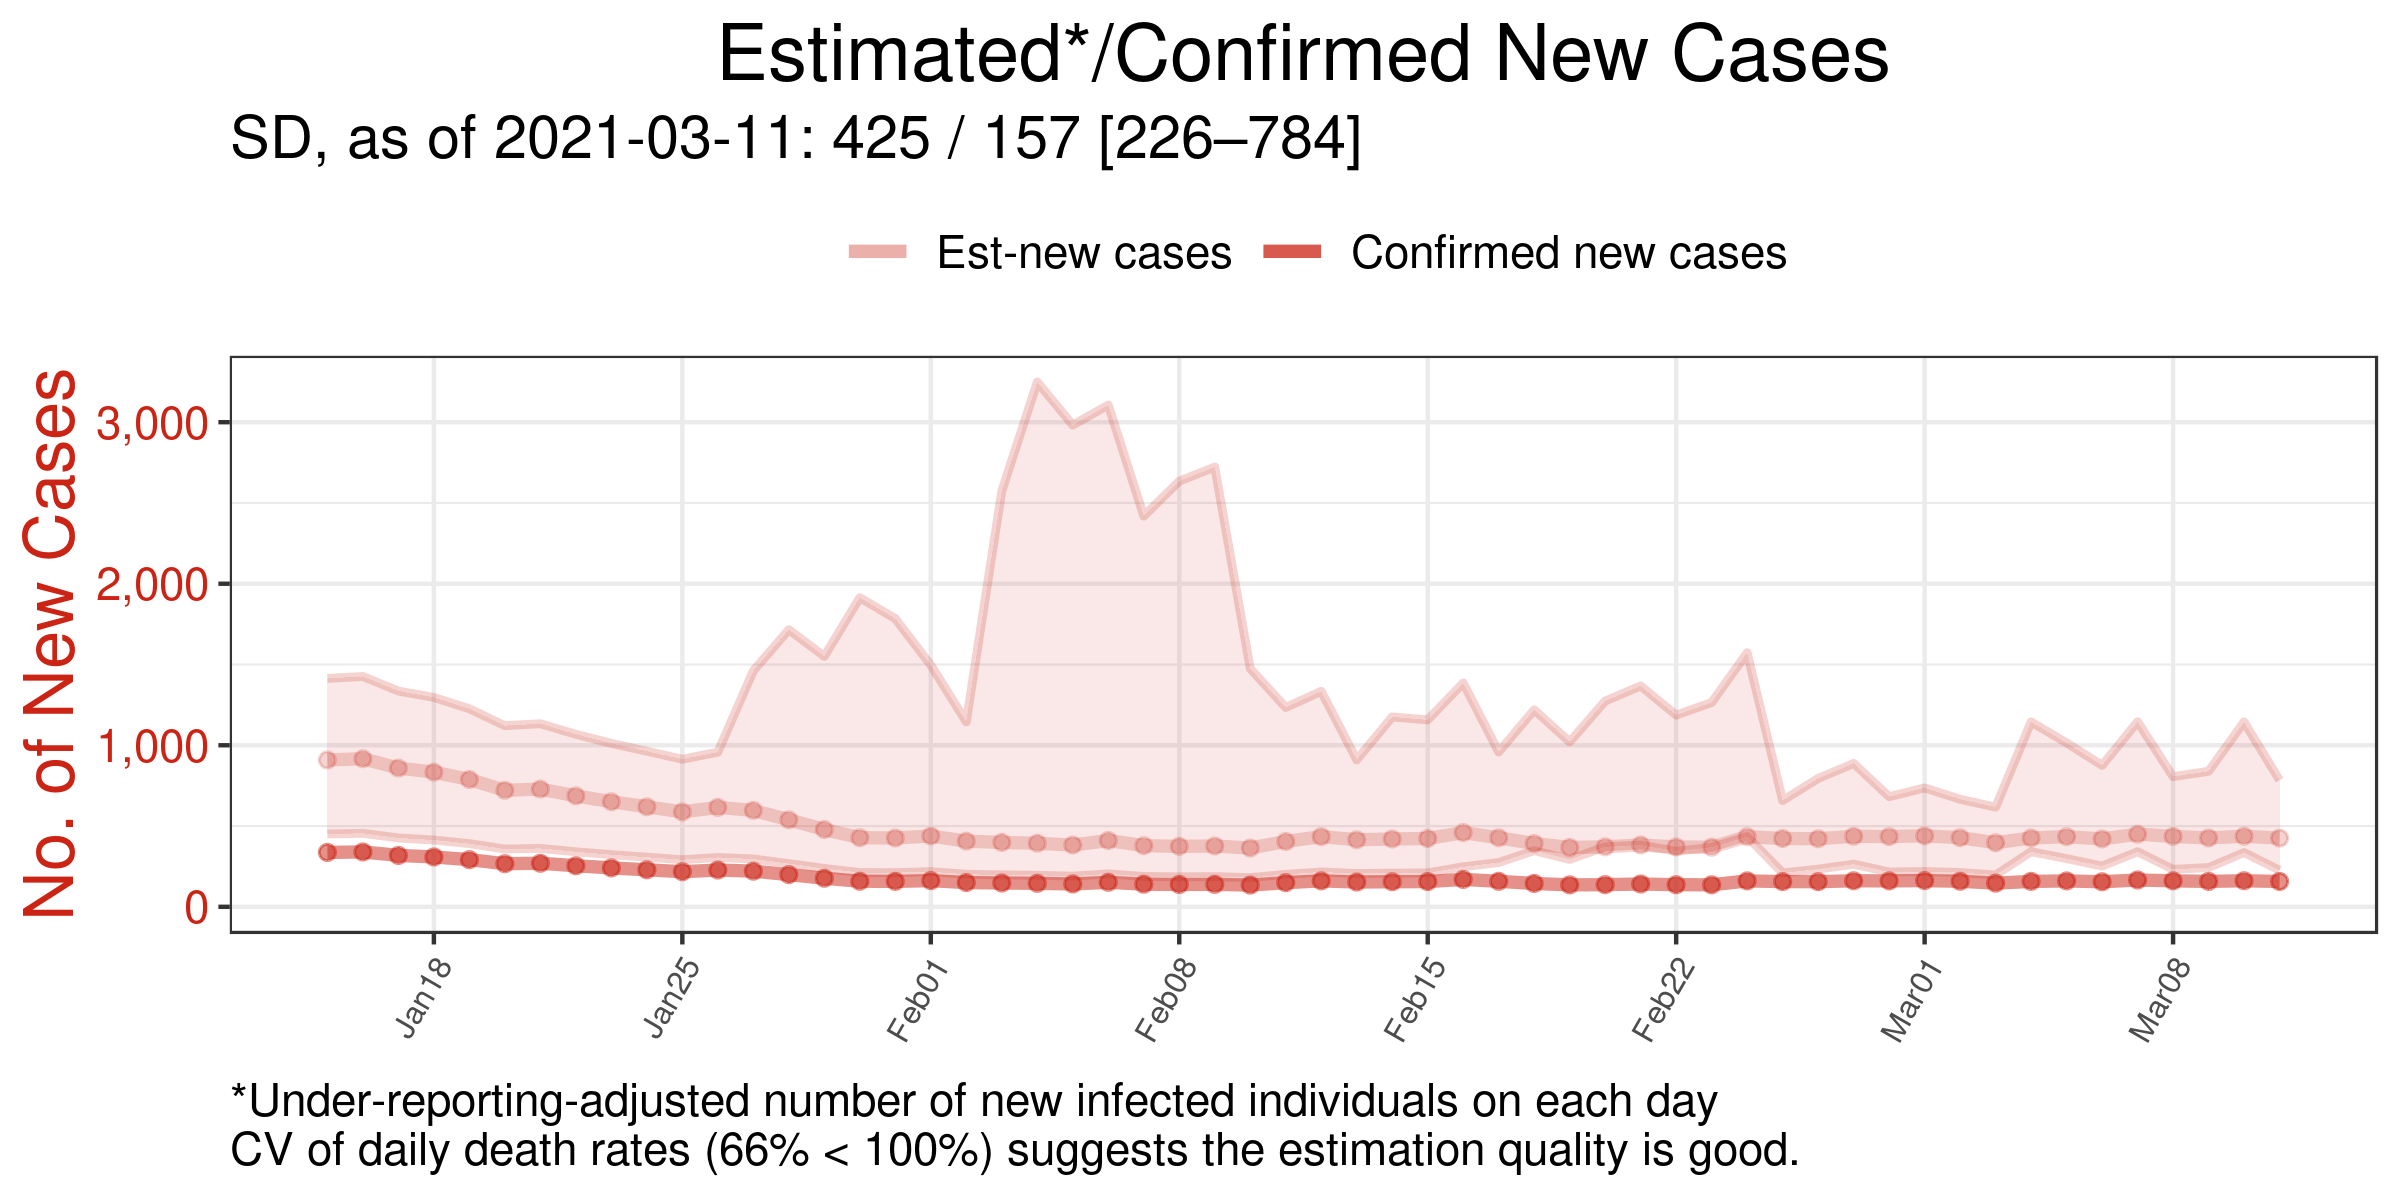 Estimated*/Confirmed New Cases
SD, as of 2021-03-11: 425 / 157 [226–784]
Est-new cases Confirmed new cases
No. of New Cases
3,000
2,000
1,000
0
Jan18 Jan25 Feb01 Feb08 Feb15 Feb22 Mar01 Mar08
*Under-reporting-adjusted number of new infected individuals on each day
CV of daily death rates (66% < 100%) suggests the estimation quality is good.